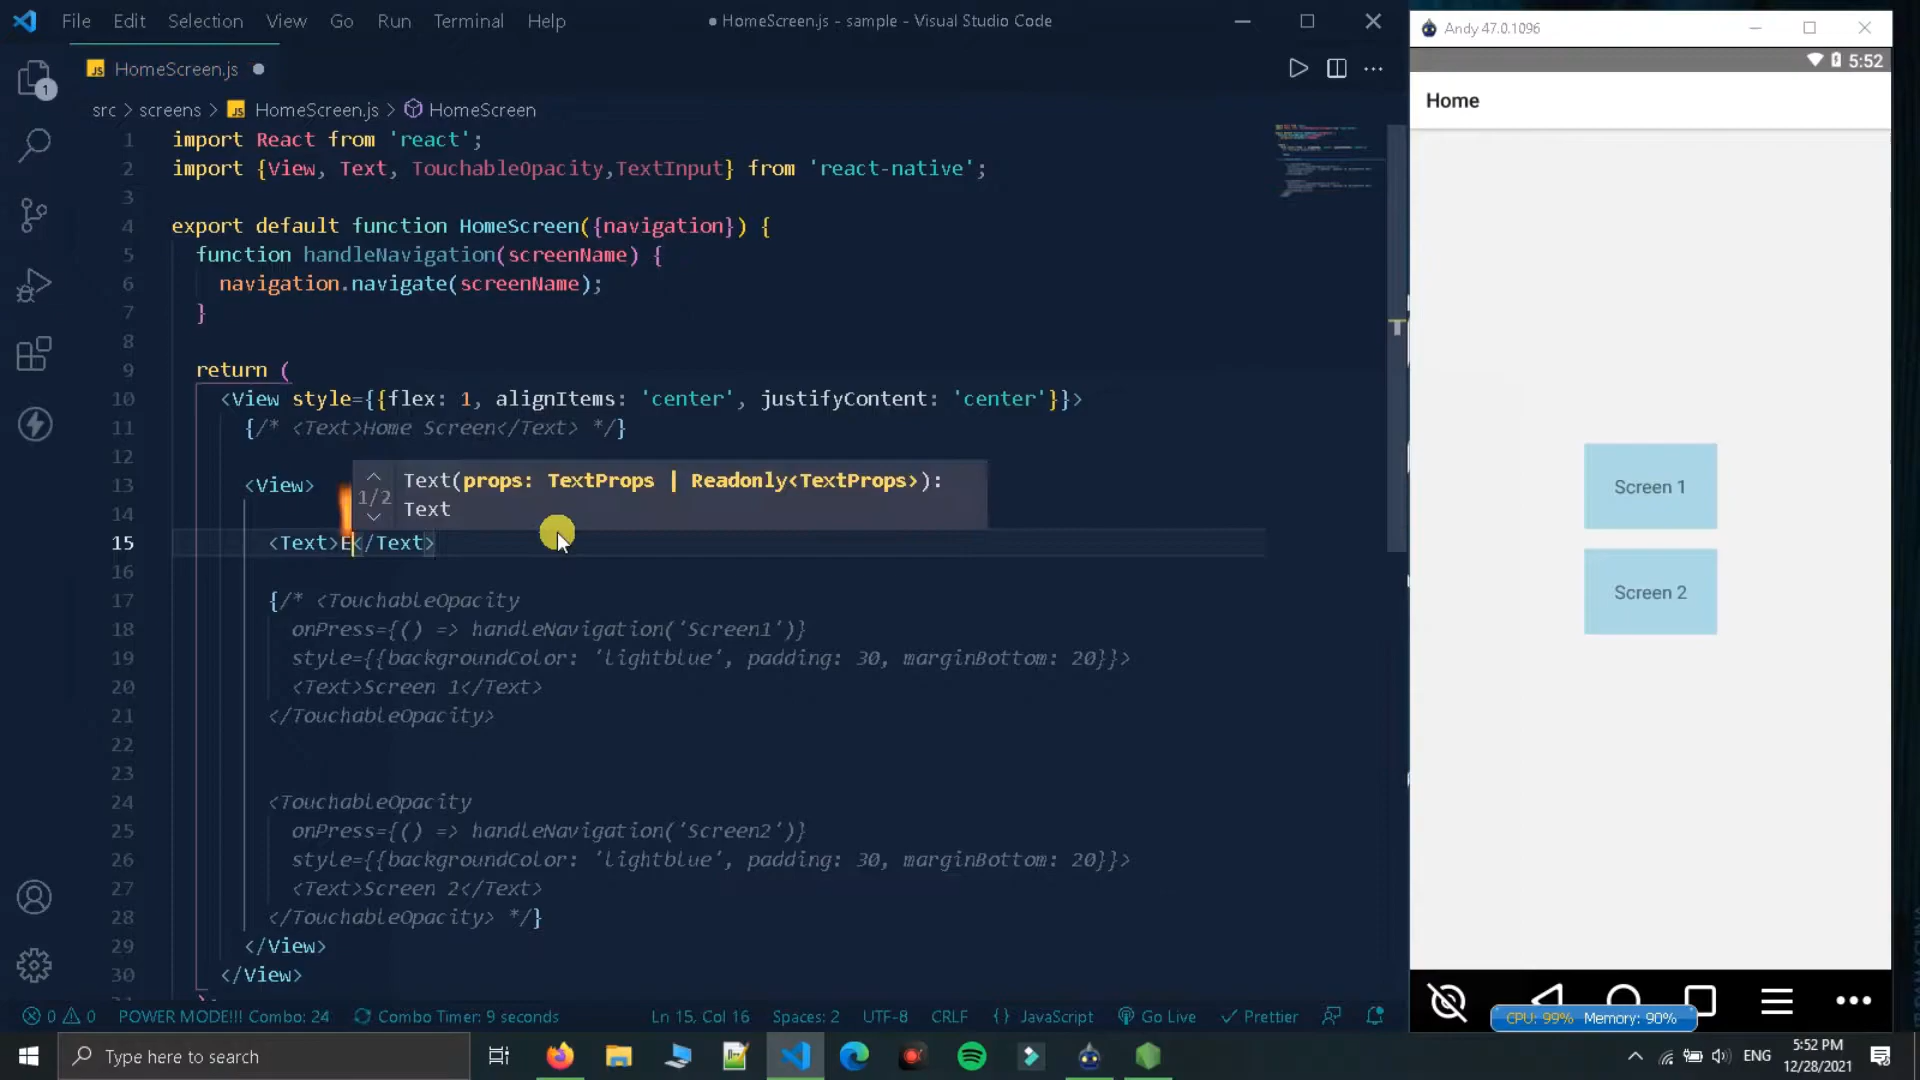 File Edit Selection View Go Run Terminal Help
● HomeScreen.js - sample - Visual Studio Code
JS HomeScreen.js ●
src > screens > JS HomeScreen.js > HomeScreen
1 import React from 'react';
2 import {View, Text, TouchableOpacity,TextInput} from 'react-native';
3
4 export default function HomeScreen({navigation}) {
5 function handleNavigation(screenName) {
6 navigation.navigate(screenName);
7 }
8
9 return (
10 <View style={{flex: 1, alignItems: 'center', justifyContent: 'center'}}>
11 {/* <Text>Home Screen</Text> */}
12
13 <View>
14
1/2 Text(props: TextProps | Readonly<TextProps>):
Text
15 <Text>E</Text>
16
17 {/* <TouchableOpacity
18 onPress={() => handleNavigation('Screen1')}
19 style={{backgroundColor: 'lightblue', padding: 30, marginBottom: 20}}>
20 <Text>Screen 1</Text>
21 </TouchableOpacity>
22
23
24 <TouchableOpacity
25 onPress={() => handleNavigation('Screen2')}
26 style={{backgroundColor: 'lightblue', padding: 30, marginBottom: 20}}>
27 <Text>Screen 2</Text>
28 </TouchableOpacity> */}
29 </View>
30 </View>
0 0 POWER MODE!!! Combo: 24 Combo Timer: 9 seconds Ln 15, Col 16 Spaces: 2 UTF-8 CRLF {} JavaScript Go Live Prettier
1
Andy 47.0.1096
5:52
Home
Screen 1
Screen 2
CPU: 99% Memory: 90%
Type here to search
ENG
5:52 PM
12/28/2021